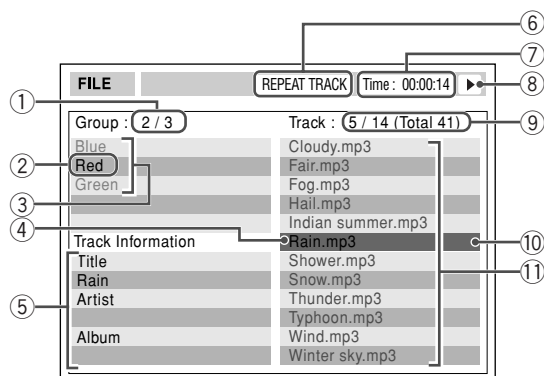 ⑥
⑦
FILE REPEAT TRACK Time : 00:00:14 ⑧
①
Group : 2 / 3 Track : 5 / 14 (Total 41) ⑨
Blue Cloudy.mp3
② Red Fair.mp3
Green Fog.mp3
③ Hail.mp3
④ Indian summer.mp3
Track Information Rain.mp3 ⑩
Title Shower.mp3
Rain Snow.mp3 ⑪
⑤ Artist Thunder.mp3
Typhoon.mp3
Album Wind.mp3
Winter sky.mp3